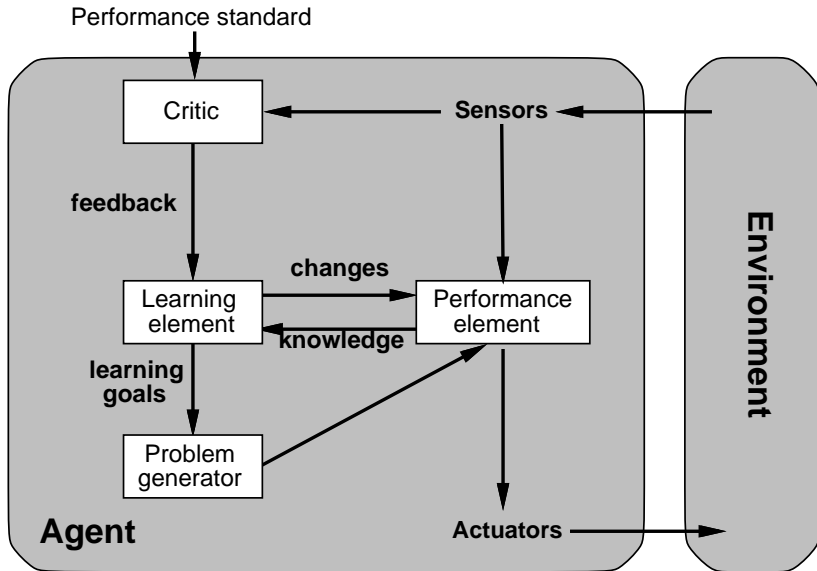 Performance standard
Critic
Sensors
feedback
changes
Learning
element
Performance
element
knowledge
learning
goals
Problem
generator
Agent
Actuators
Environment